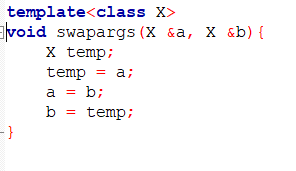 template<class X>
void swapargs(X &a, X &b){
    X temp;
    temp = a;
    a = b;
    b = temp;
}